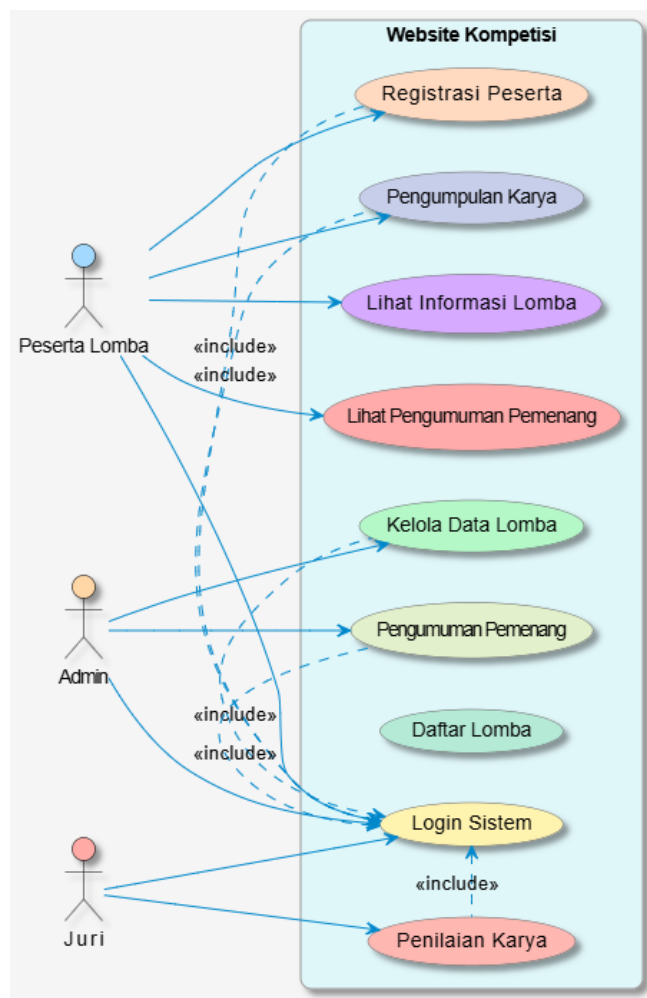 Website Kompetisi
Registrasi Peserta
Pengumpulan Karya
Lihat Informasi Lomba
Peserta Lomba
«include»
«include»
Lihat Pengumuman Pemenang
Kelola Data Lomba
Pengumuman Pemenang
Admin
«include»
Daftar Lomba
«include»
Login Sistem
«include»
Juri
Penilaian Karya